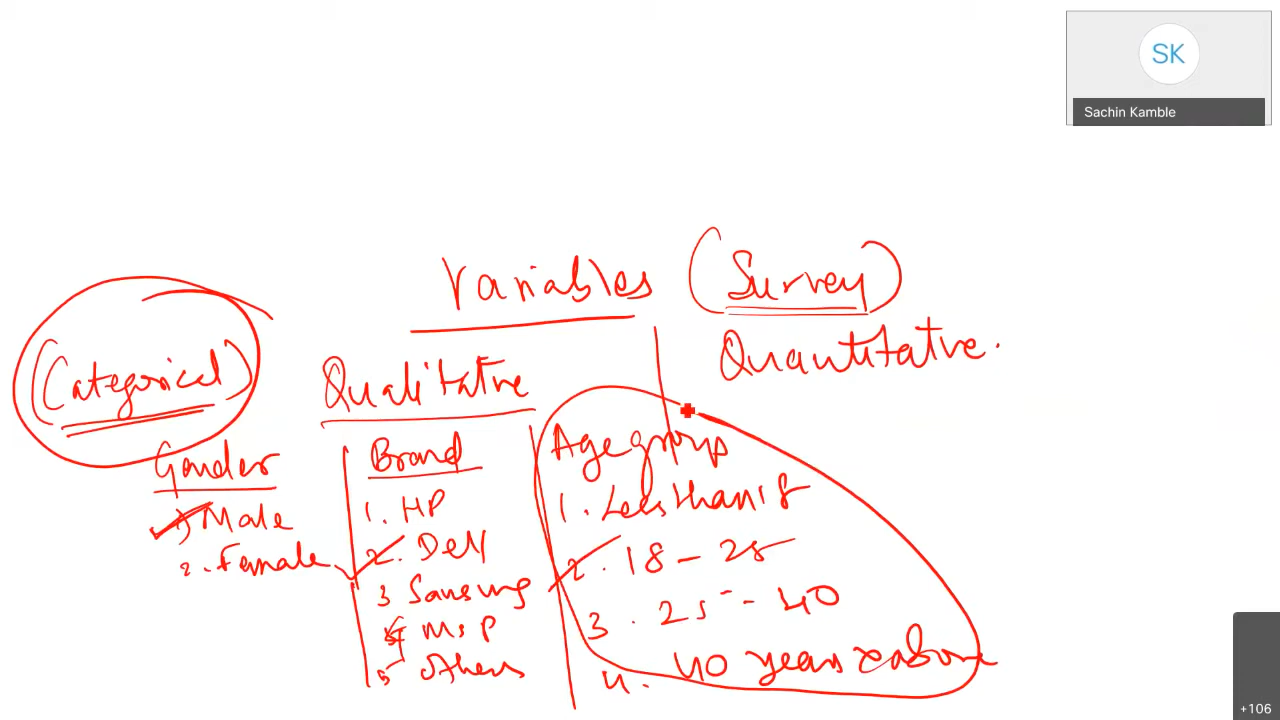 SK
Sachin Kamble
Variables (Survey)
(Categorical)
Qualitative
Quantitative.
Gender
1) Male
2. Female
Brand
1. HP
2. Dell
3 Samsung
4 MSP
5 Others
Age group
1. Less than 18
2. 18 - 25
3. 25 - 40
4. 40 years & above
+106